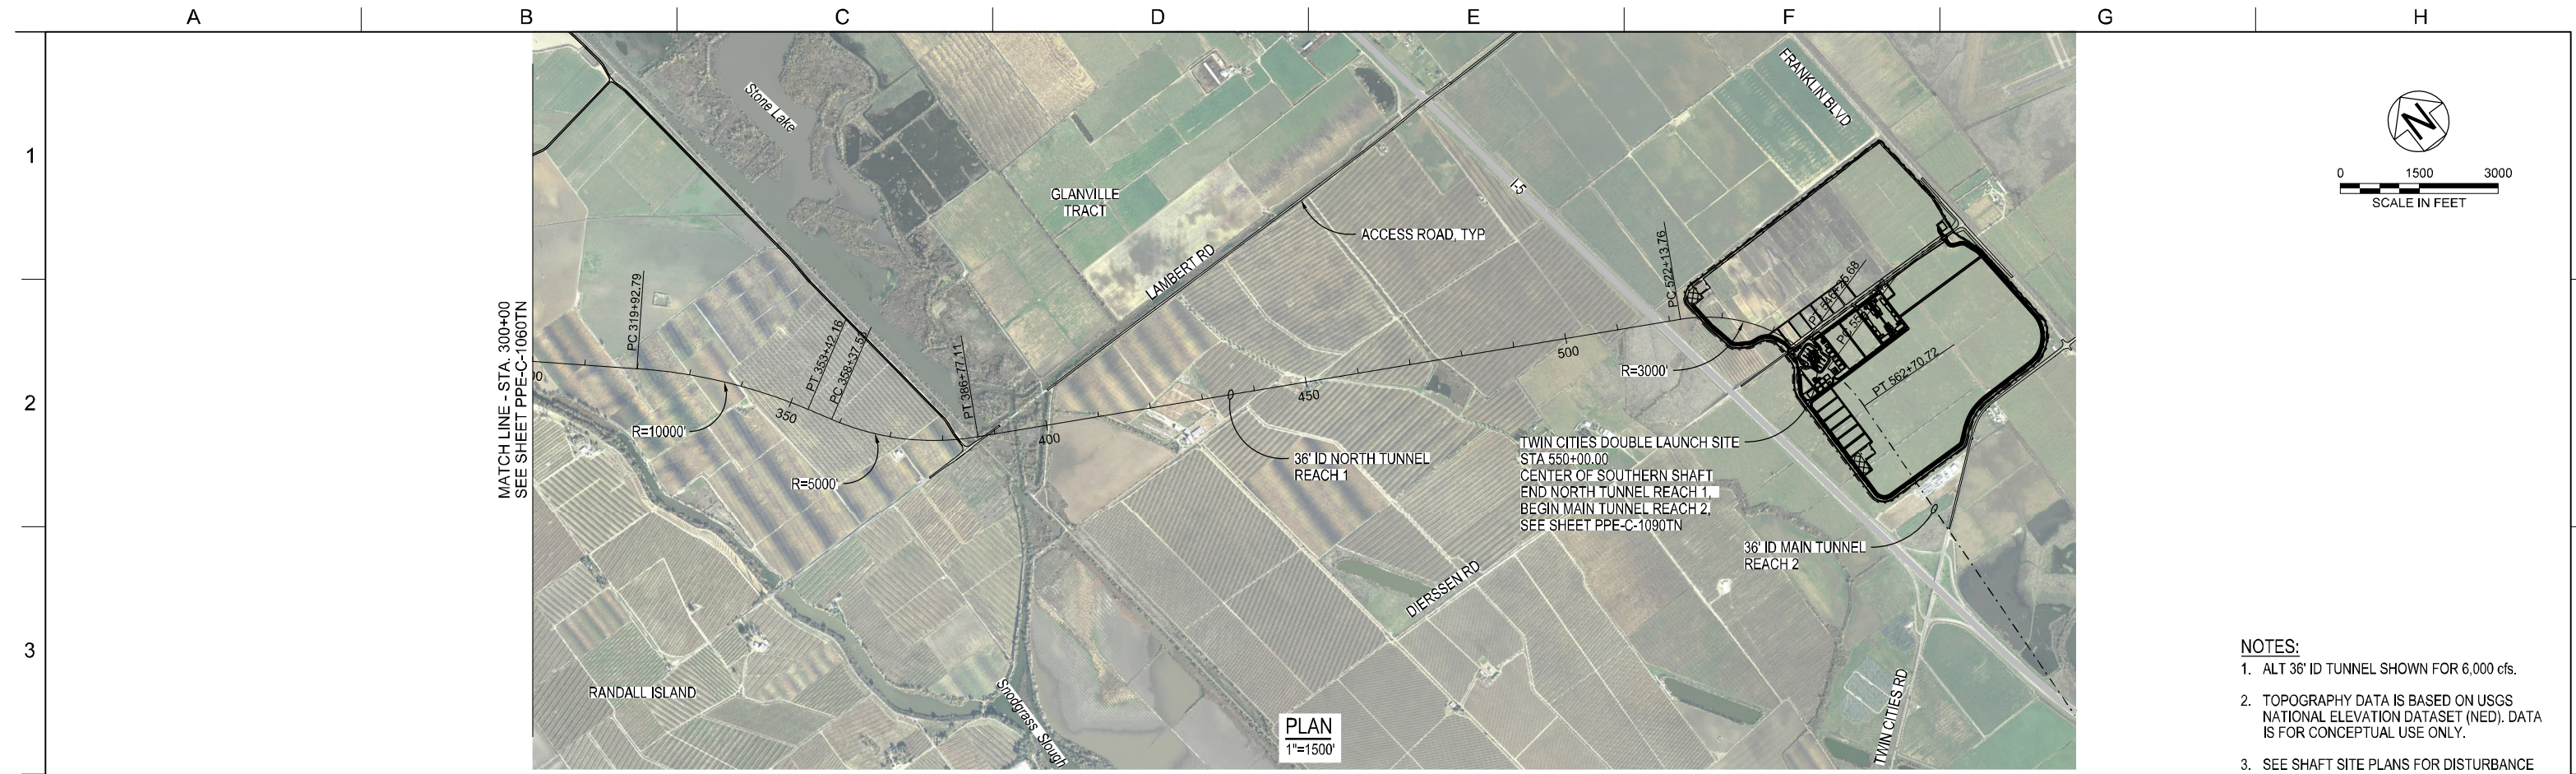 A B C D E F G H
1
2
3
Stone Lake
GLANVILLE
TRACT
LAMBERT RD
ACCESS ROAD, TYP
I-5
FRANKLIN BLVD
N
0 1500 3000
SCALE IN FEET
MATCH LINE - STA. 300+00
SEE SHEET PPE-C-1060TN
PC 319+92.79
R=10000'
PT 353+42.16
PC 358+37.53
350
R=5000'
PT 386+77.11
400
36' ID NORTH TUNNEL
REACH 1
450
500
PC 522+13.76
R=3000'
PT 562+70.72
TWIN CITIES DOUBLE LAUNCH SITE
STA 550+00.00
CENTER OF SOUTHERN SHAFT
END NORTH TUNNEL REACH 1,
BEGIN MAIN TUNNEL REACH 2,
SEE SHEET PPE-C-1090TN
36' ID MAIN TUNNEL
REACH 2
DIERSSEN RD
TWIN CITIES RD
RANDALL ISLAND
Snodgrass Slough
PLAN
1"=1500'
NOTES:
1. ALT 36' ID TUNNEL SHOWN FOR 6,000 cfs.
2. TOPOGRAPHY DATA IS BASED ON USGS
NATIONAL ELEVATION DATASET (NED). DATA
IS FOR CONCEPTUAL USE ONLY.
3. SEE SHAFT SITE PLANS FOR DISTURBANCE